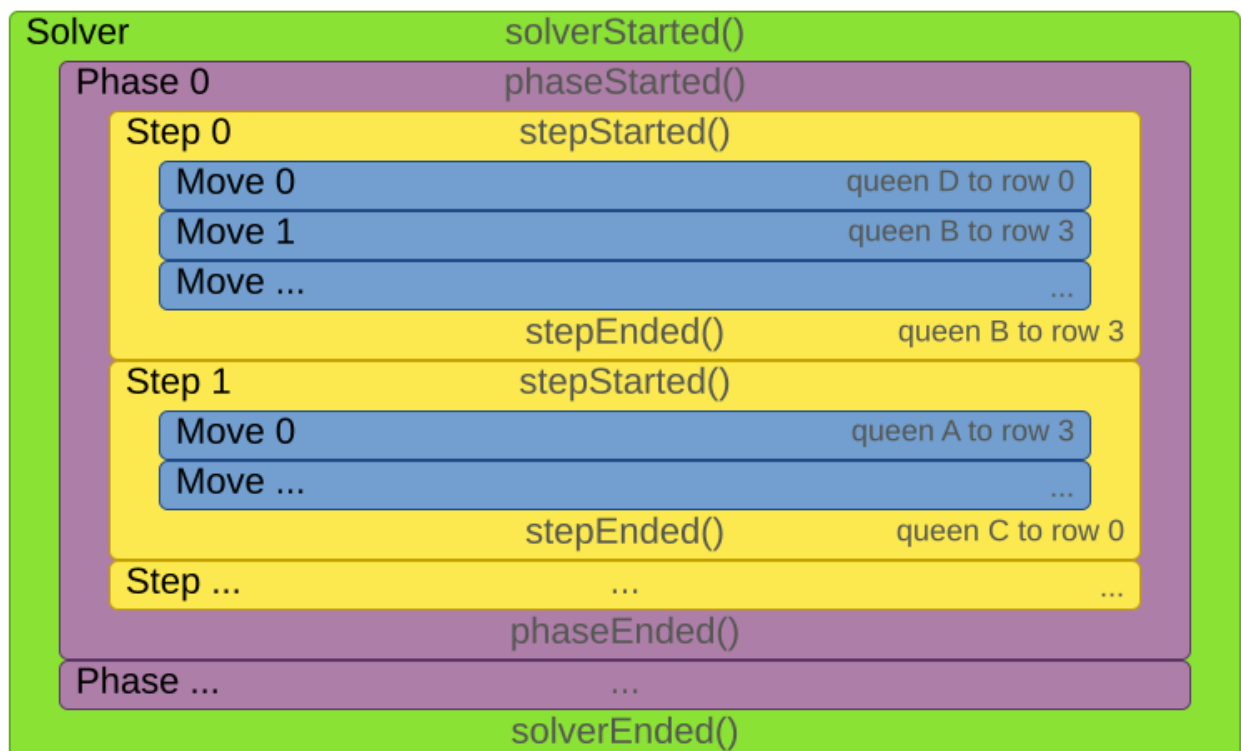 Solver solverStarted()
Phase 0 phaseStarted()
Step 0 stepStarted()
Move 0 queen D to row 0
Move 1 queen B to row 3
Move ... ...
stepEnded() queen B to row 3
Step 1 stepStarted()
Move 0 queen A to row 3
Move ... ...
stepEnded() queen C to row 0
Step ... ... ...
phaseEnded()
Phase ... ...
solverEnded()